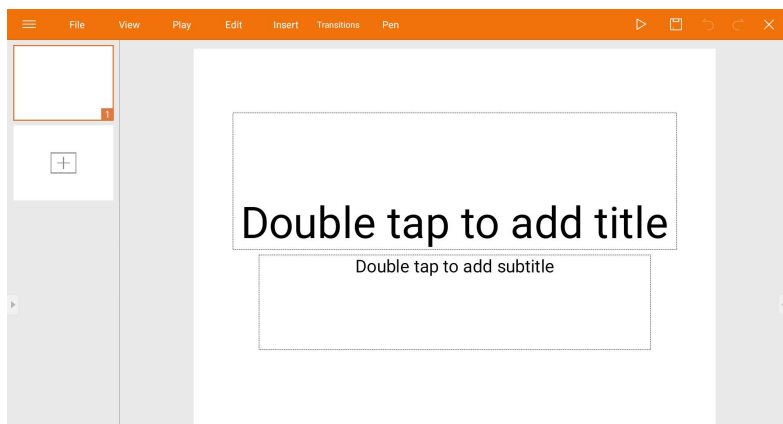 File View Play Edit Insert Transitions Pen
1
Double tap to add title
Double tap to add subtitle